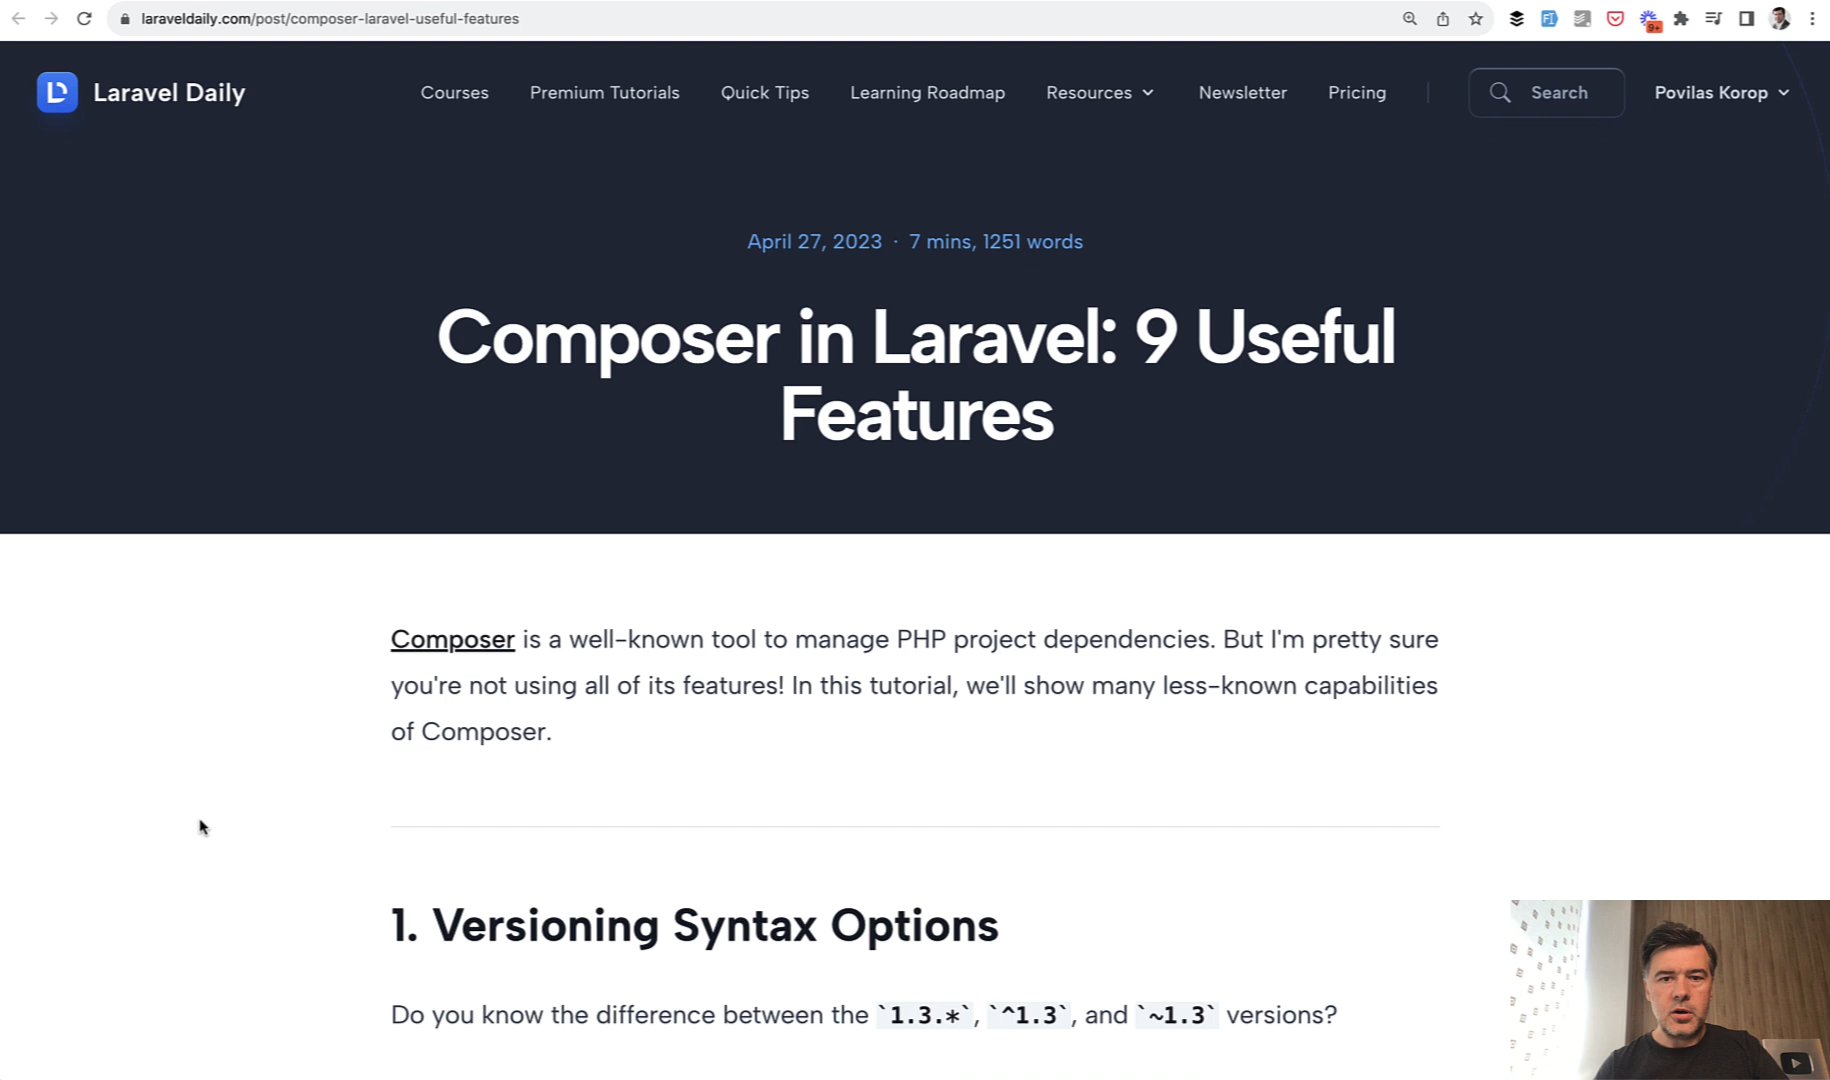 laraveldaily.com/post/composer-laravel-useful-features
9+
Laravel Daily
Courses
Premium Tutorials
Quick Tips
Learning Roadmap
Resources
Newsletter
Pricing
Search
Povilas Korop
April 27, 2023 · 7 mins, 1251 words
Composer in Laravel: 9 Useful
Features
Composer is a well-known tool to manage PHP project dependencies. But I'm pretty sure
you're not using all of its features! In this tutorial, we'll show many less-known capabilities
of Composer.
1. Versioning Syntax Options
Do you know the difference between the `1.3.*`, `^1.3`, and `~1.3` versions?